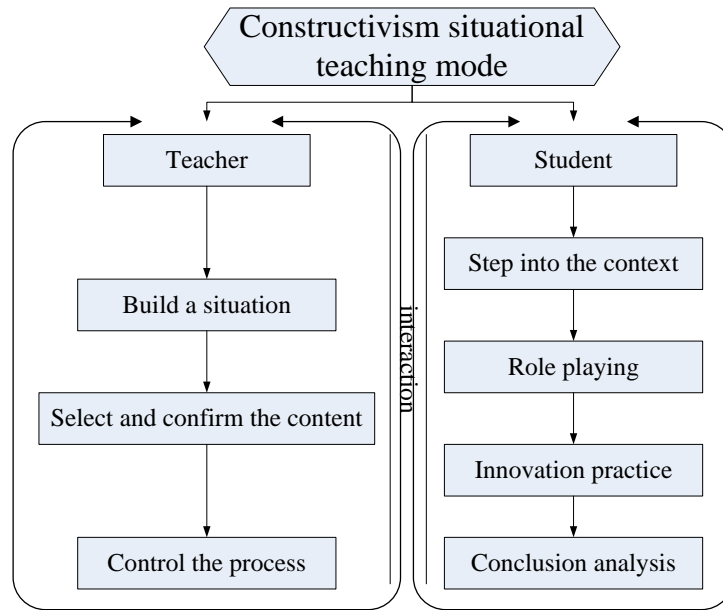 Constructivism situational
teaching mode
Teacher
Build a situation
Select and confirm the content
Control the process
interaction
Student
Step into the context
Role playing
Innovation practice
Conclusion analysis